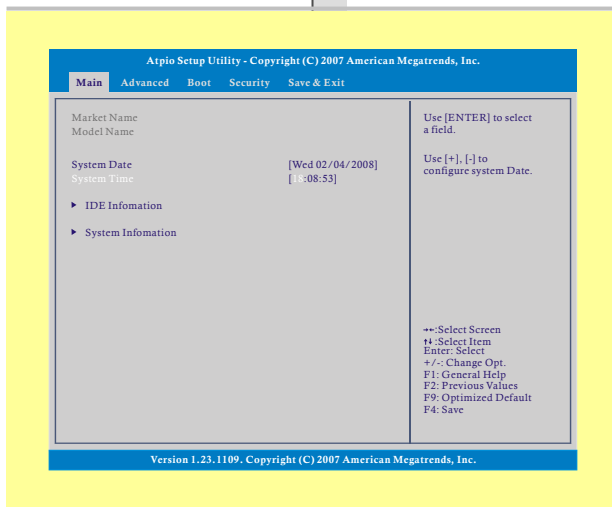 Atpio Setup Utility - Copyright (C) 2007 American Megatrends, Inc.
Main Advanced Boot Security Save & Exit
Market Name
Model Name
System Date [Wed 02/04/2008]
System Time [18:08:53]
► IDE Infomation
► System Infomation
Use [ENTER] to select
a field.
Use [+], [-] to
configure system Date.
→←:Select Screen
↑↓:Select Item
Enter: Select
+/-: Change Opt.
F1: General Help
F2: Previous Values
F9: Optimized Default
F4: Save
Version 1.23.1109. Copyright (C) 2007 American Megatrends, Inc.